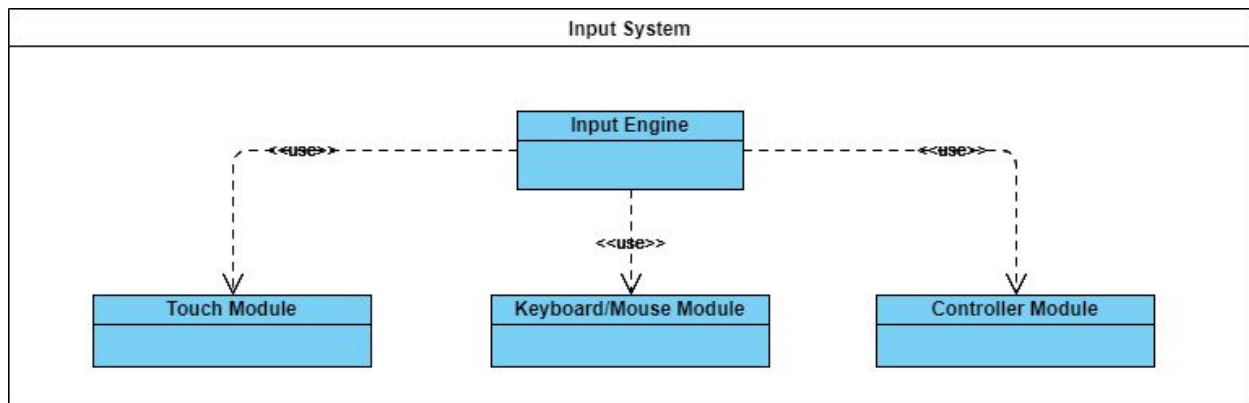 Input System
Input Engine
<<use>>
<<use>>
<<use>>
Touch Module
Keyboard/Mouse Module
Controller Module